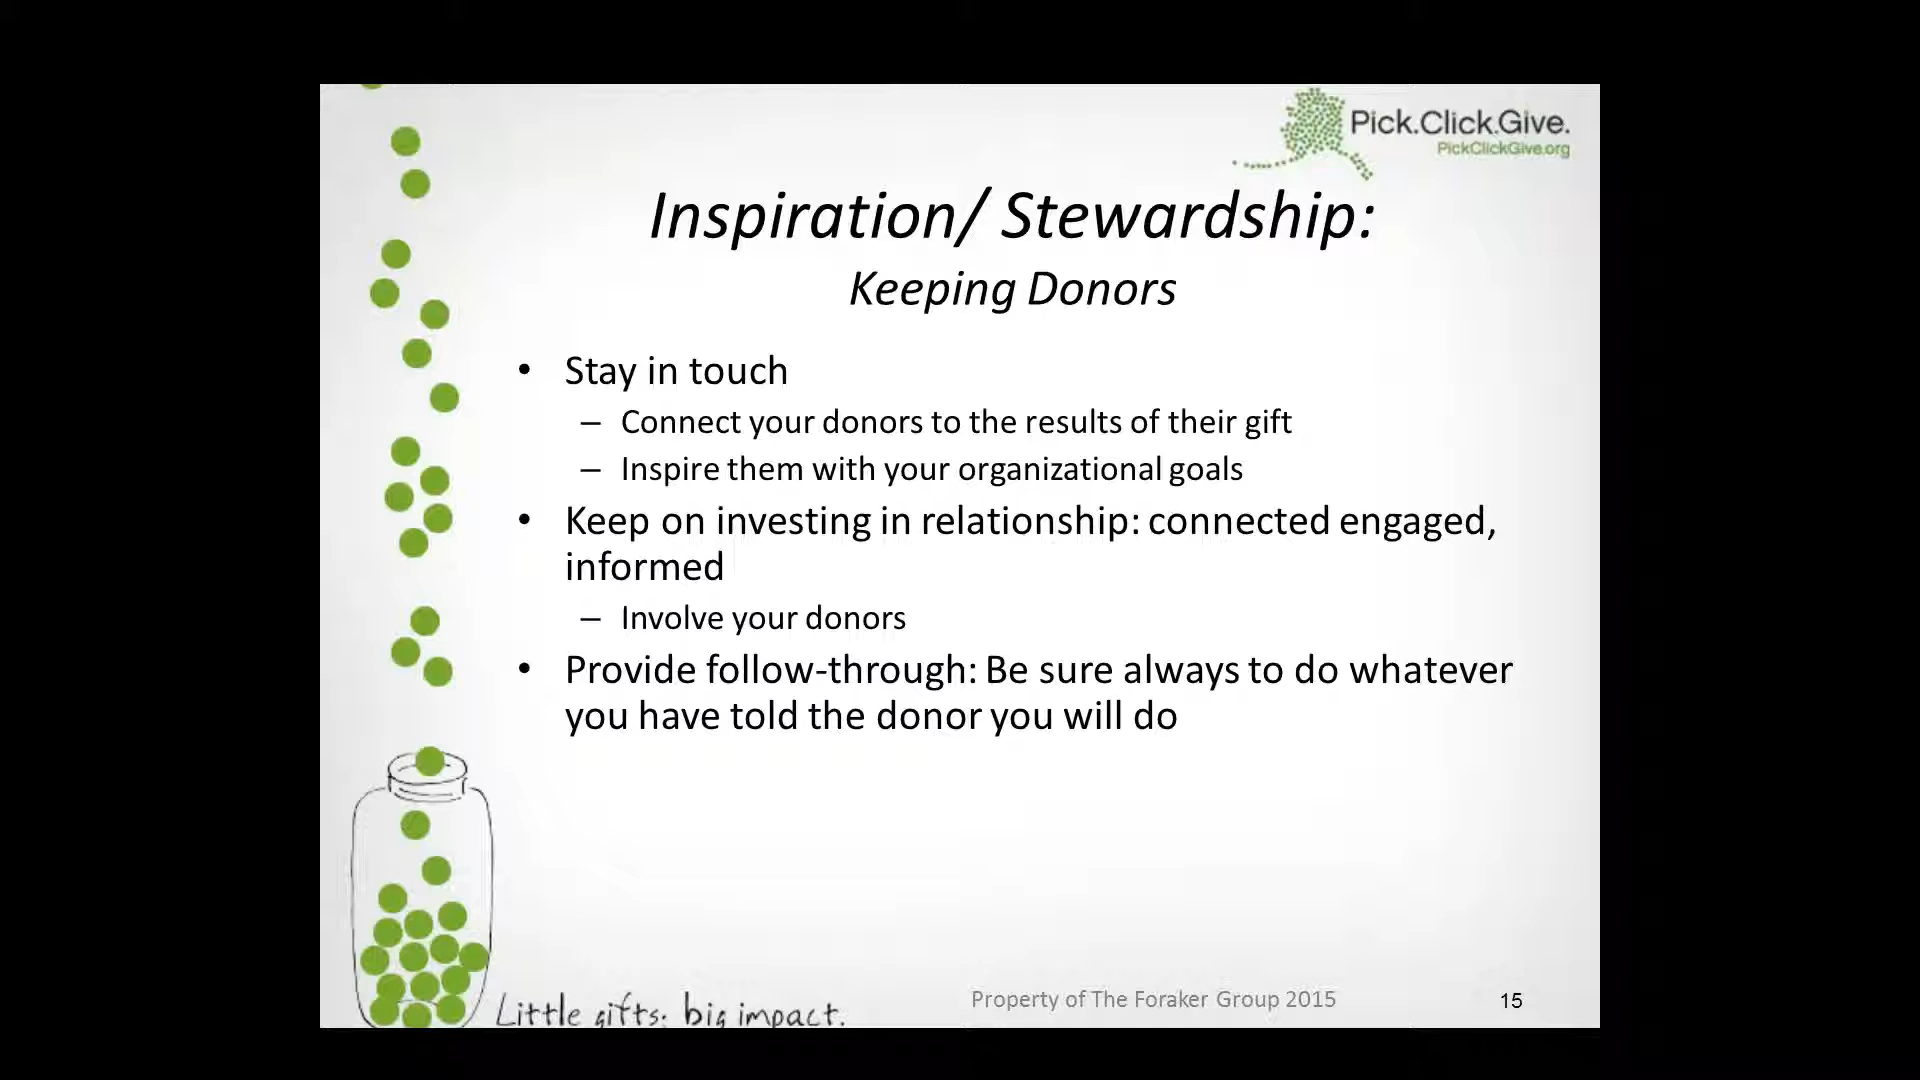 Pick.Click.Give.
PickClickGive.org
Inspiration/ Stewardship:
Keeping Donors
• Stay in touch
– Connect your donors to the results of their gift
– Inspire them with your organizational goals
• Keep on investing in relationship: connected engaged,
informed
– Involve your donors
• Provide follow-through: Be sure always to do whatever
you have told the donor you will do
Little gifts; big impact.
Property of The Foraker Group 2015
15